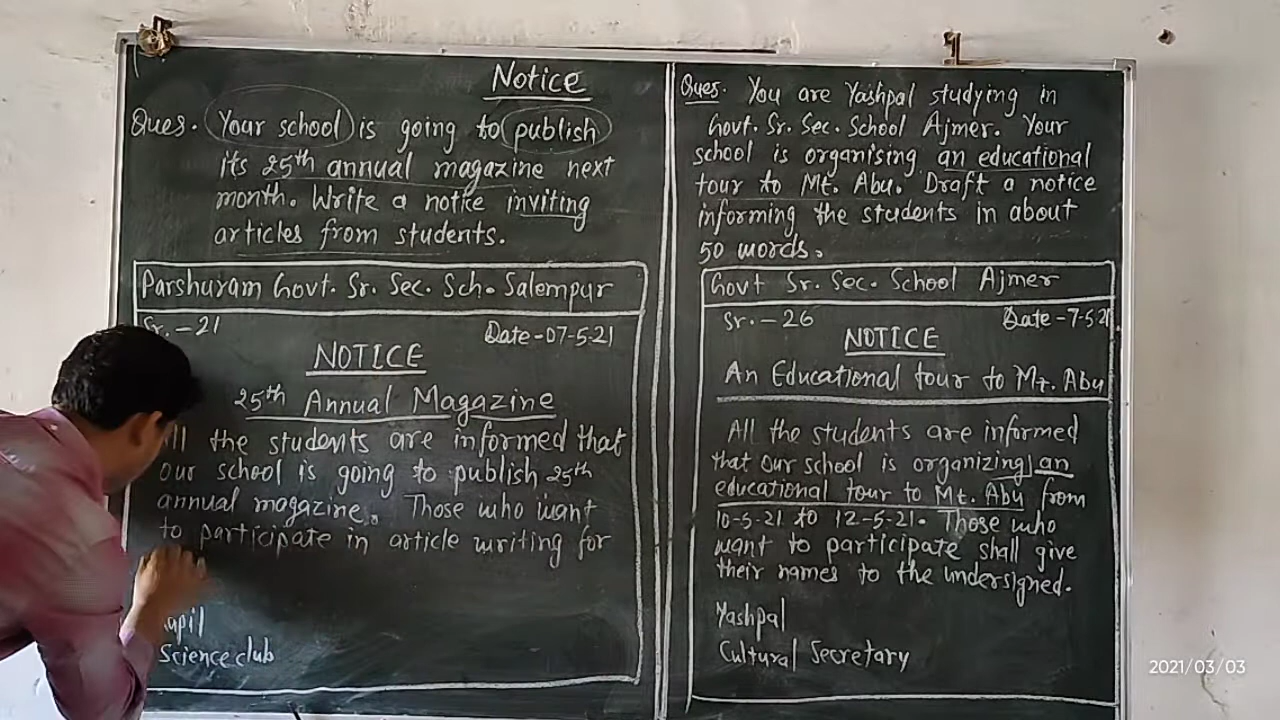 Notice
Ques. Your school is going to publish
its 25th annual magazine next
month. Write a notice inviting
articles from students.
Parshuram Govt. Sr. Sec. Sch. Salempur
Sr. - 21 Date - 07-5-21
NOTICE
25th Annual Magazine
All the students are informed that
our school is going to publish 25th
annual magazine. Those who want
to participate in article writing for
Science club
Ques. You are Yashpal studying in
Govt. Sr. Sec. School Ajmer. Your
school is organising an educational
tour to Mt. Abu. Draft a notice
informing the students in about
50 words.
Govt Sr. Sec. School Ajmer
Sr. - 26 Date - 7-5-21
NOTICE
An Educational tour to Mt. Abu
All the students are informed
that our school is organizing an
educational tour to Mt. Abu from
10-5-21 to 12-5-21. Those who
want to participate shall give
their names to the undersigned.
Yashpal
Cultural Secretary
2021/03/03